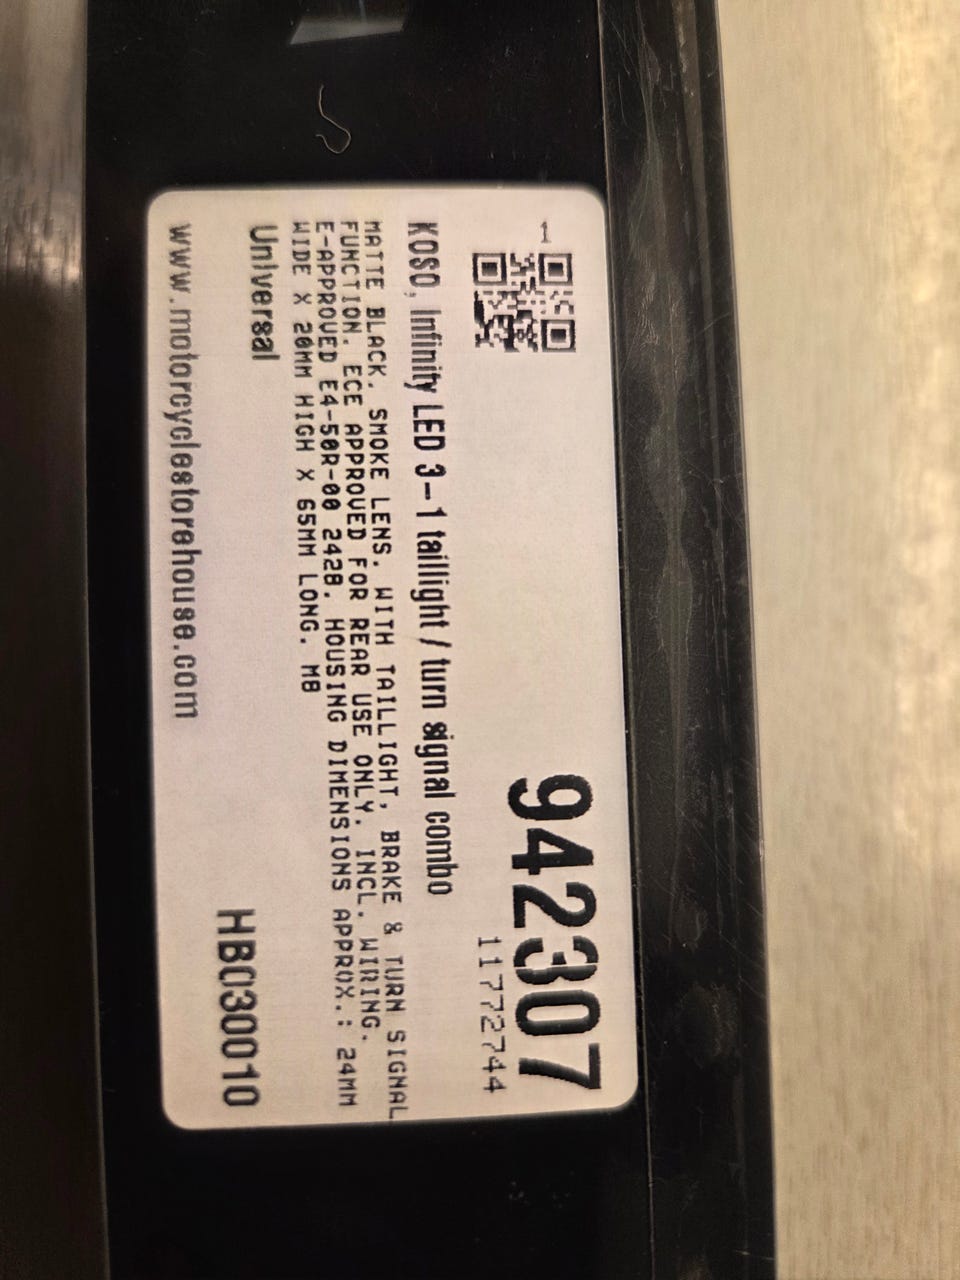 942307
1
11772744
KOSO, Infinity LED 3-1 taillight / turn signal combo
MATTE BLACK. SMOKE LENS. WITH TAILLIGHT, BRAKE & TURN SIGNAL
FUNCTION. ECE APPROVED FOR REAR USE ONLY. INCL. WIRING.
E-APPROVED E4-50R-00 2428. HOUSING DIMENSIONS APPROX.: 24MM
WIDE X 20MM HIGH X 65MM LONG. MB
Universal
HB030010
www.motorcyclestorehouse.com